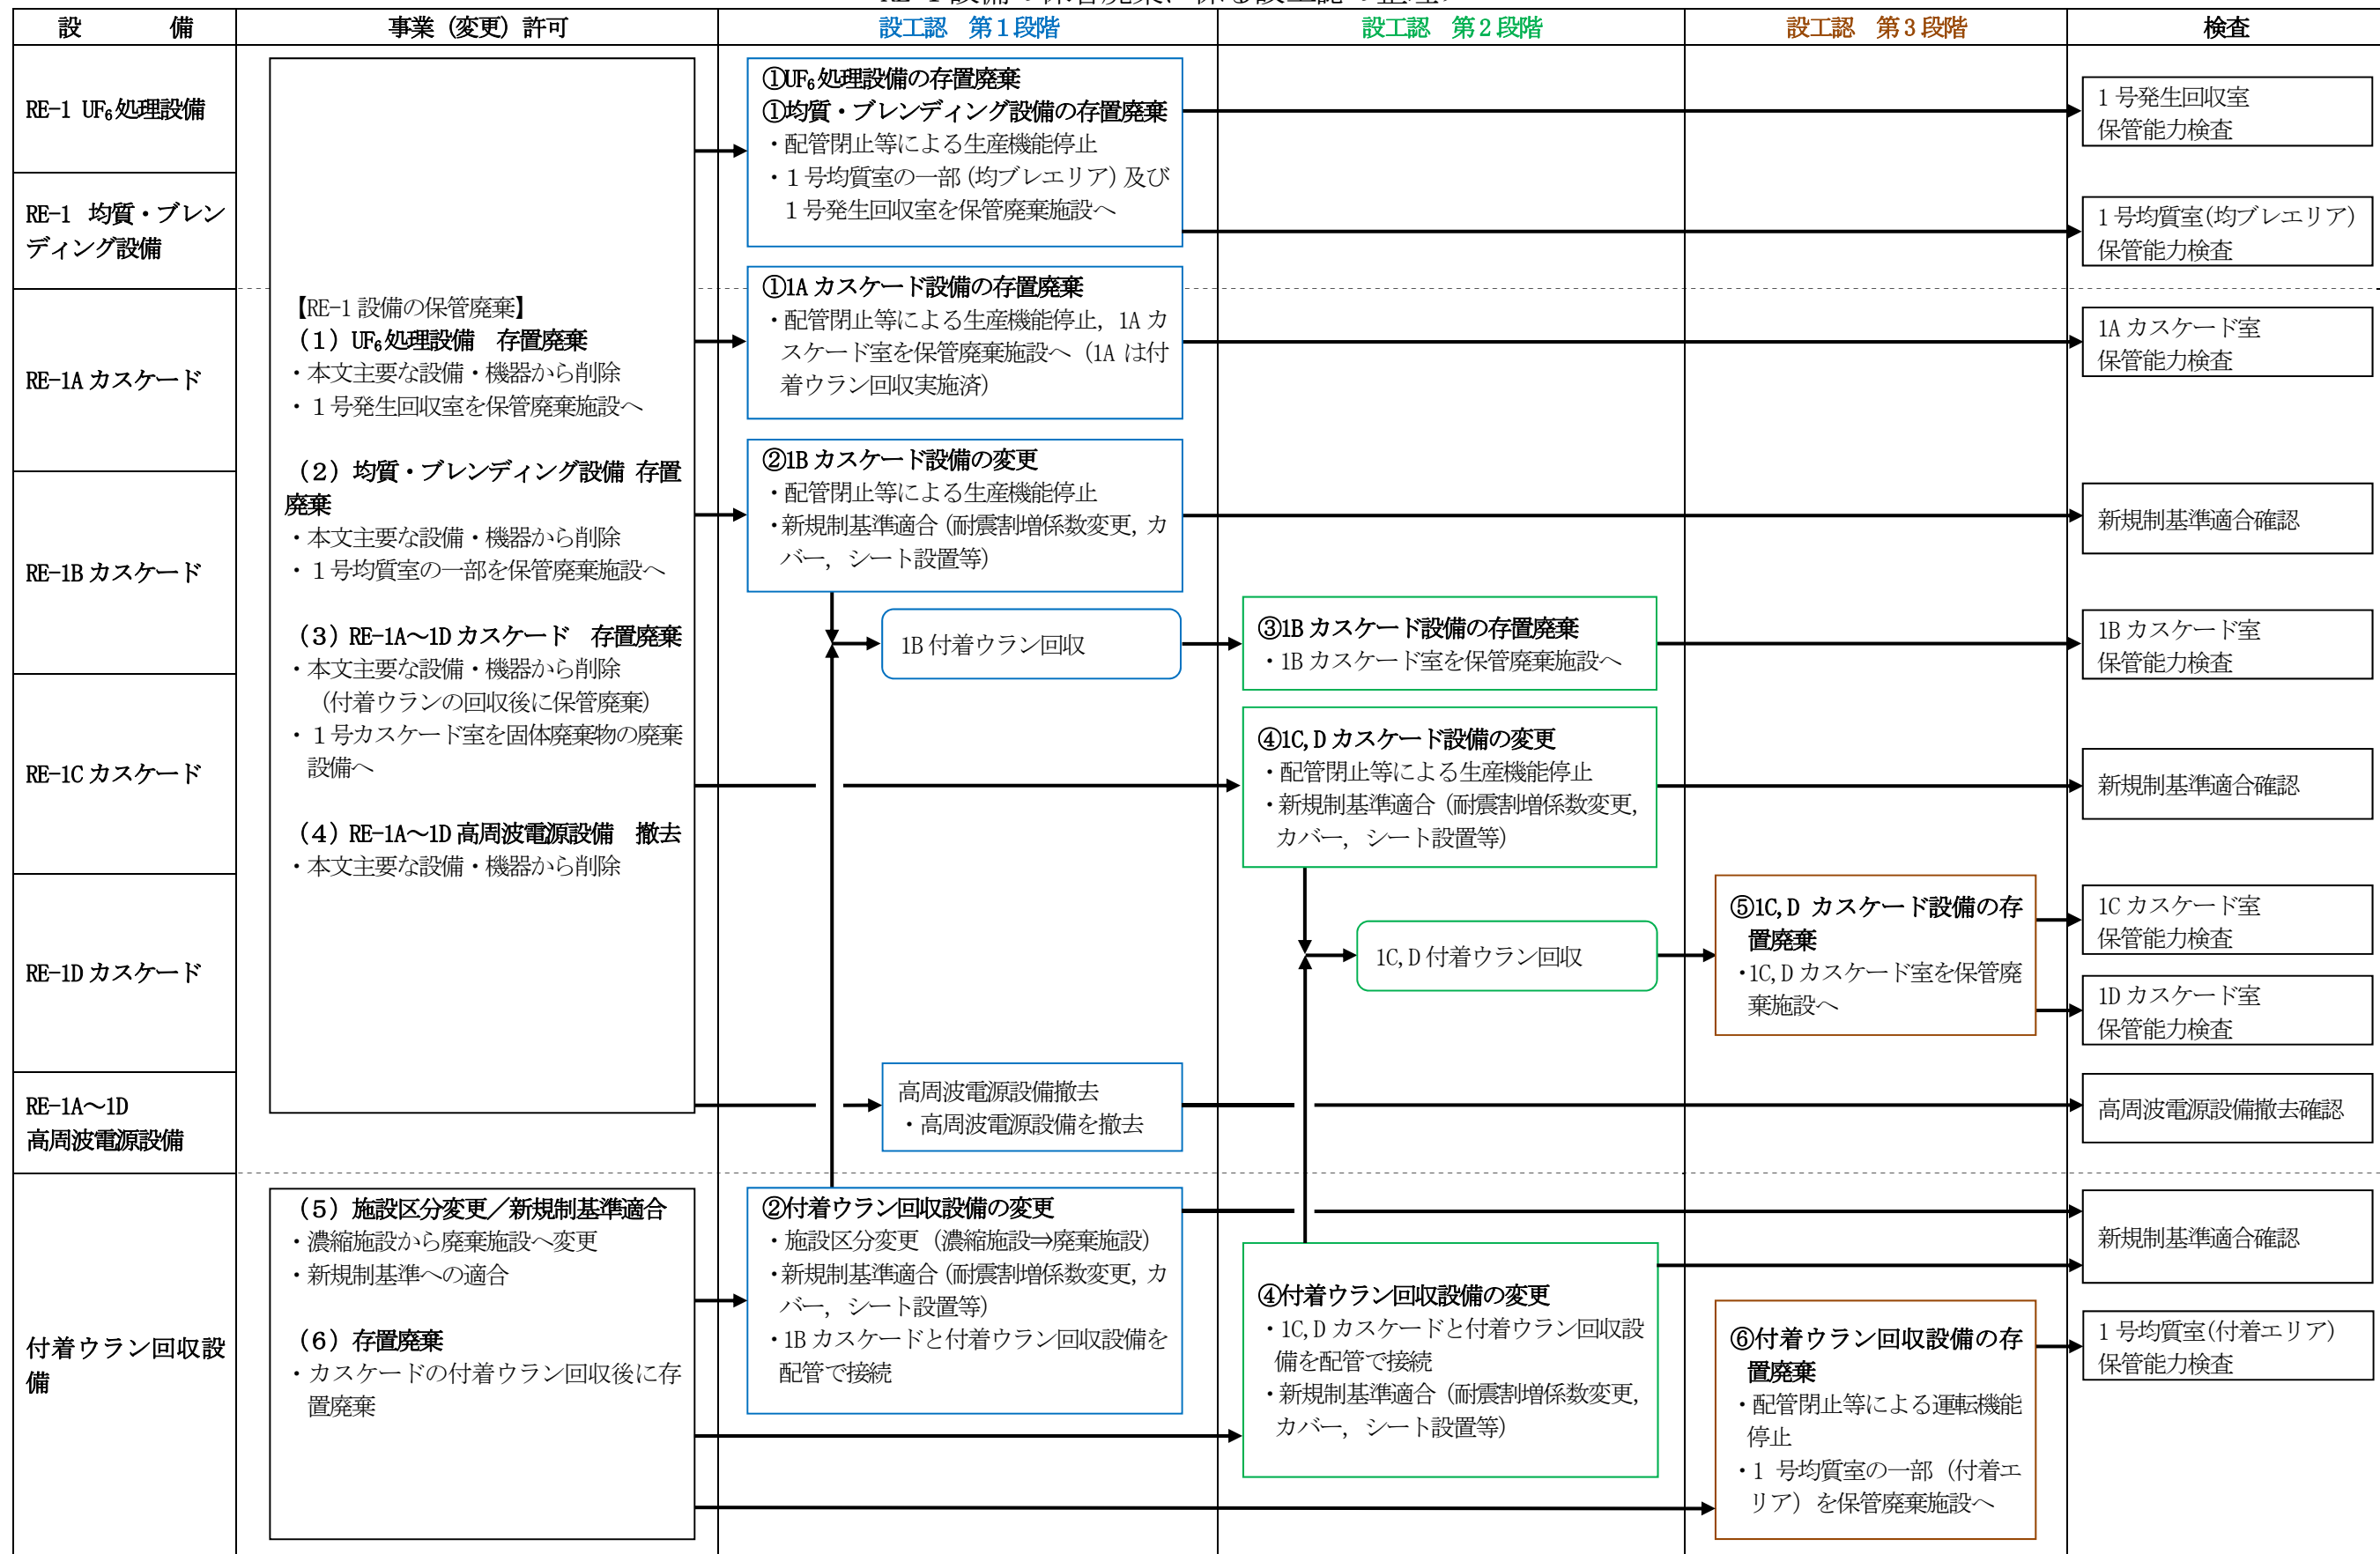 設　備
事業（変更）許可
設工認　第１段階
設工認　第２段階
設工認　第３段階
検査
RE-1 UF₆処理設備
RE-1 均質・ブレン
ディング設備
RE-1A カスケード
RE-1B カスケード
RE-1C カスケード
RE-1D カスケード
RE-1A～1D
高周波電源設備
付着ウラン回収設
備
【RE-1 設備の保管廃棄】
（１）UF₆処理設備　存置廃棄
・本文主要な設備・機器から削除
・１号発生回収室を保管廃棄施設へ
（２）均質・ブレンディング設備 存置
廃棄
・本文主要な設備・機器から削除
・１号均質室の一部を保管廃棄施設へ
（３）RE-1A～1D カスケード　存置廃棄
・本文主要な設備・機器から削除
（付着ウランの回収後に保管廃棄）
・１号カスケード室を固体廃棄物の廃棄
設備へ
（４）RE-1A～1D 高周波電源設備　撤去
・本文主要な設備・機器から削除
（５）施設区分変更／新規制基準適合
・濃縮施設から廃棄施設へ変更
・新規制基準への適合
（６）存置廃棄
・カスケードの付着ウラン回収後に存
置廃棄
①UF₆処理設備の存置廃棄
①均質・ブレンディング設備の存置廃棄
・配管閉止等による生産機能停止
・１号均質室の一部（均ブレエリア）及び
１号発生回収室を保管廃棄施設へ
①1A カスケード設備の存置廃棄
・配管閉止等による生産機能停止，1A カ
スケード室を保管廃棄施設へ（1A は付
着ウラン回収実施済）
②1B カスケード設備の変更
・配管閉止等による生産機能停止
・新規制基準適合（耐震割増係数変更，カ
バー，シート設置等）
1B 付着ウラン回収
高周波電源設備撤去
・高周波電源設備を撤去
②付着ウラン回収設備の変更
・施設区分変更（濃縮施設⇒廃棄施設）
・新規制基準適合（耐震割増係数変更，カ
バー，シート設置等）
・1B カスケードと付着ウラン回収設備を
配管で接続
③1B カスケード設備の存置廃棄
・1B カスケード室を保管廃棄施設へ
④1C,D カスケード設備の変更
・配管閉止等による生産機能停止
・新規制基準適合（耐震割増係数変更，
カバー，シート設置等）
1C,D 付着ウラン回収
④付着ウラン回収設備の変更
・1C,D カスケードと付着ウラン回収設
備を配管で接続
・新規制基準適合（耐震割増係数変更，
カバー，シート設置等）
⑤1C,D カスケード設備の存
置廃棄
・1C,D カスケード室を保管廃
棄施設へ
⑥付着ウラン回収設備の存
置廃棄
・配管閉止等による運転機能
停止
・1 号均質室の一部（付着エ
リア）を保管廃棄施設へ
１号発生回収室
保管能力検査
１号均質室（均ブレエリア）
保管能力検査
1A カスケード室
保管能力検査
新規制基準適合確認
1B カスケード室
保管能力検査
新規制基準適合確認
1C カスケード室
保管能力検査
1D カスケード室
保管能力検査
高周波電源設備撤去確認
新規制基準適合確認
１号均質室（付着エリア）
保管能力検査